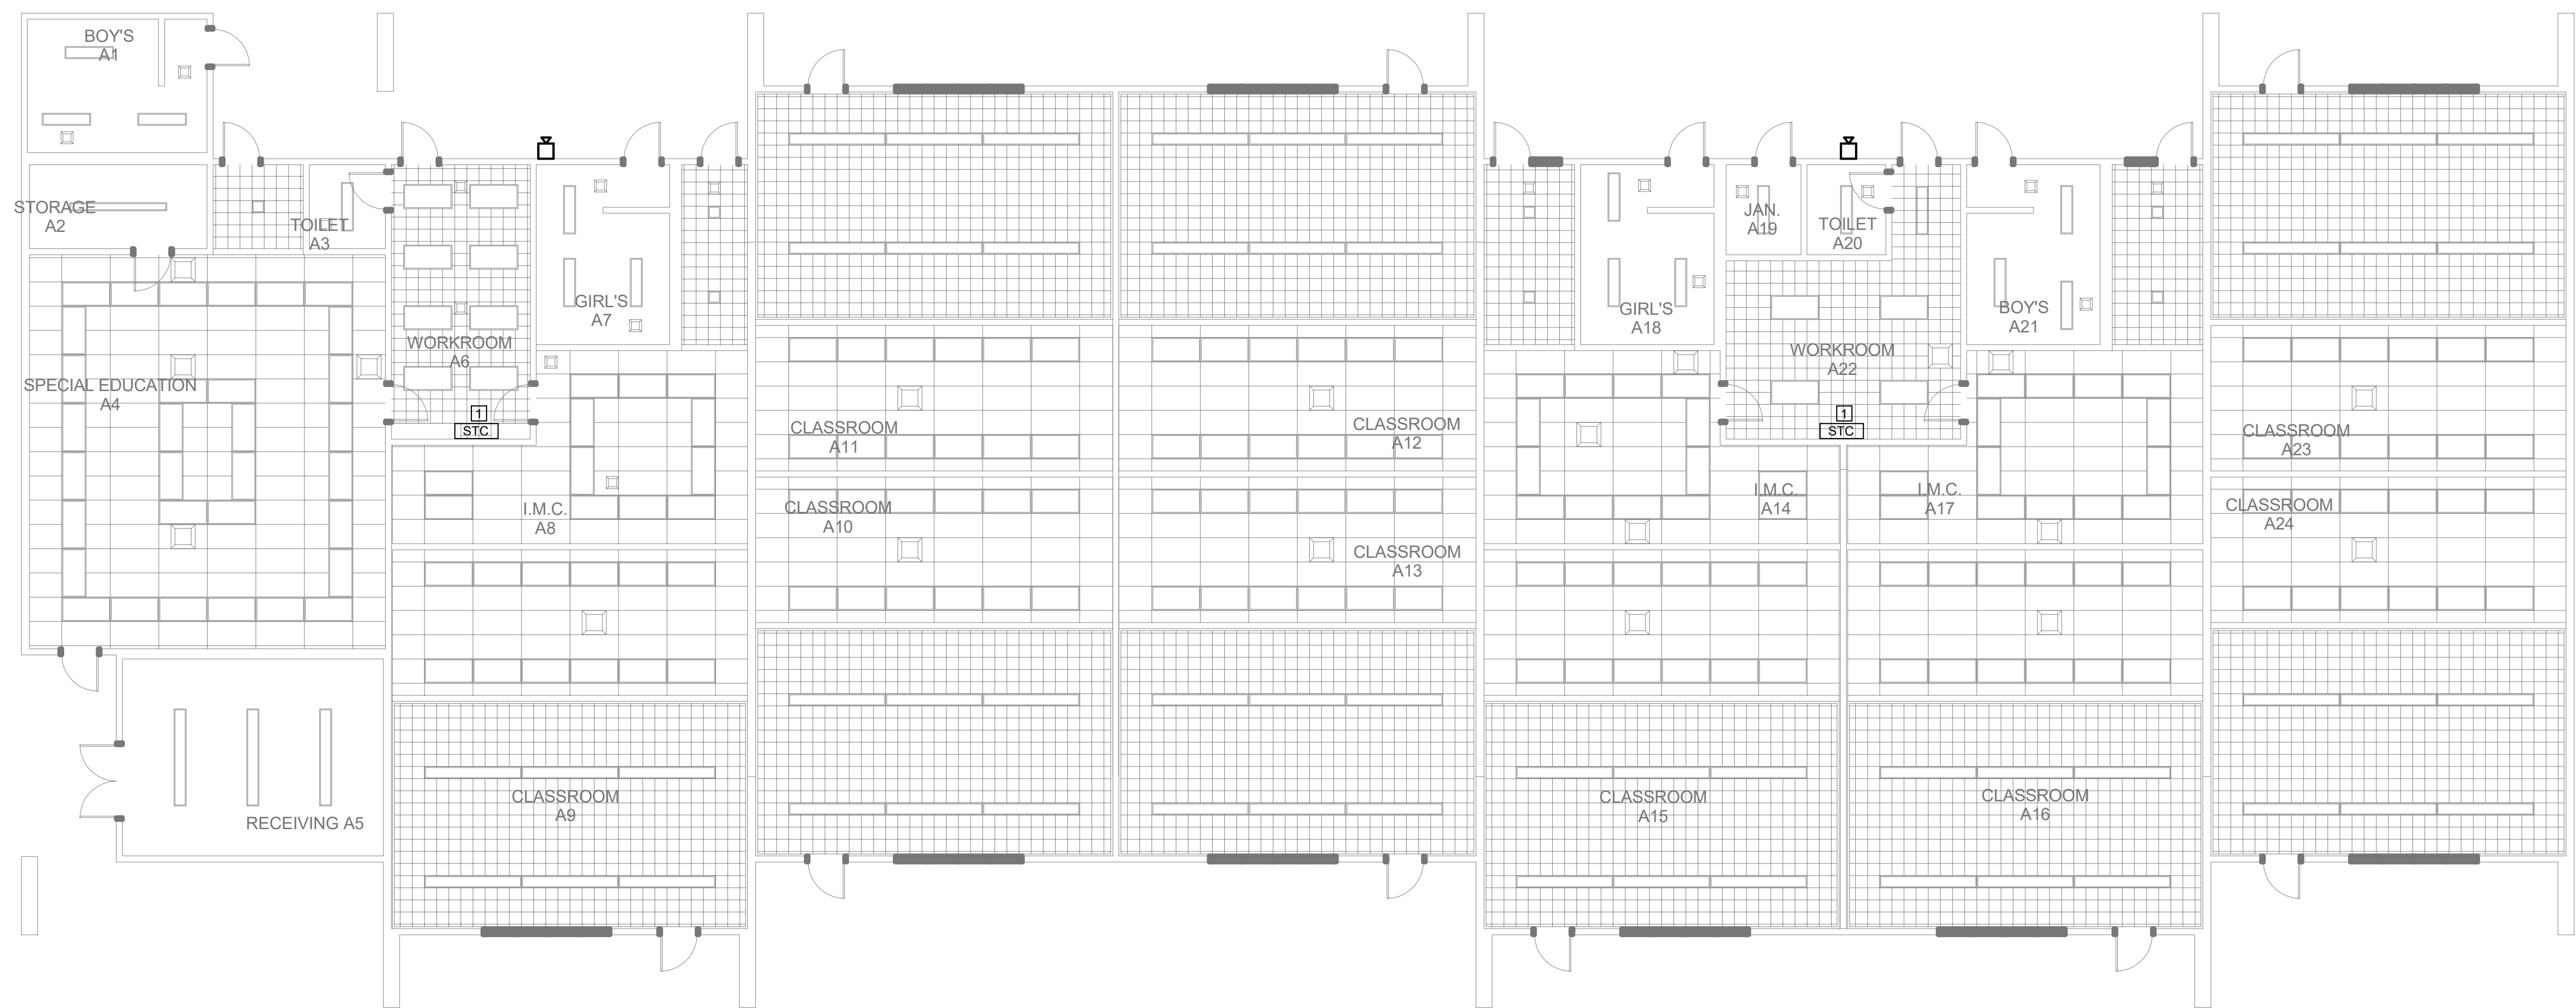 BOY'S
A1
STORAGE
A2
TOILET
A3
SPECIAL EDUCATION
A4
RECEIVING A5
WORKROOM
A6
1
STC
GIRL'S
A7
I.M.C.
A8
CLASSROOM
A9
CLASSROOM
A11
CLASSROOM
A10
CLASSROOM
A12
CLASSROOM
A13
GIRL'S
A18
JAN.
A19
TOILET
A20
WORKROOM
A22
1
STC
BOY'S
A21
I.M.C.
A14
I.M.C.
A17
CLASSROOM
A15
CLASSROOM
A16
CLASSROOM
A23
CLASSROOM
A24